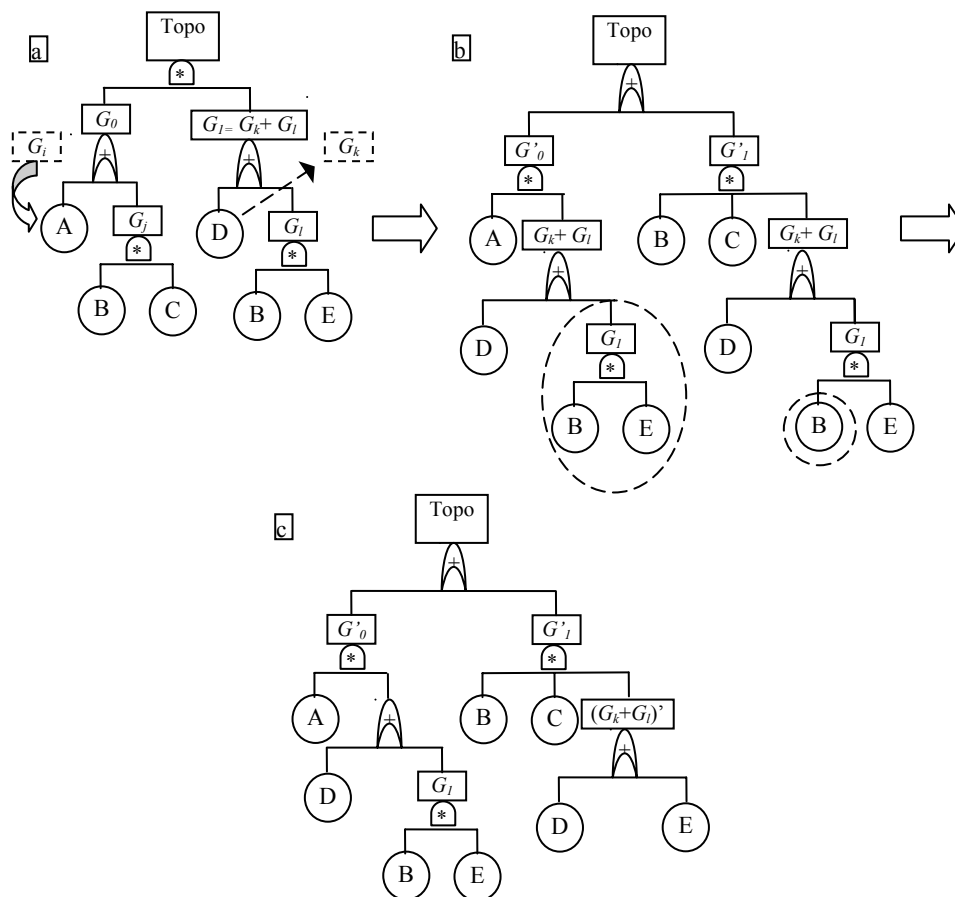 a
Topo
*
G0
G1= Gk+ Gl
Gi
Gk
+
+
A
Gj
D
Gl
*
*
B
C
B
E
b
Topo
+
G'0
G'1
*
*
A
Gk+ Gl
B
C
Gk+ Gl
+
+
D
G1
D
G1
*
*
B
E
B
E
c
Topo
+
G'0
G'1
*
*
A
+
B
C
(Gk+Gl)’
+
D
G1
D
E
*
B
E